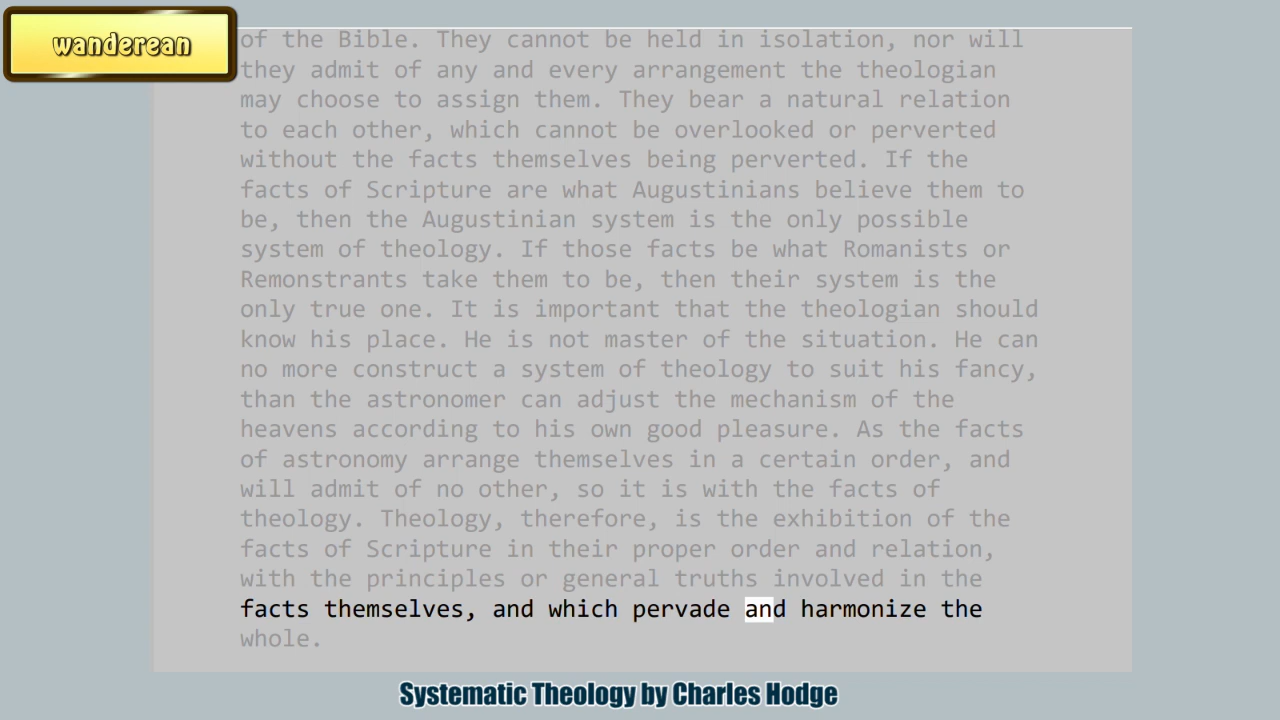 wanderean
of the Bible. They cannot be held in isolation, nor will
they admit of any and every arrangement the theologian
may choose to assign them. They bear a natural relation
to each other, which cannot be overlooked or perverted
without the facts themselves being perverted. If the
facts of Scripture are what Augustinians believe them to
be, then the Augustinian system is the only possible
system of theology. If those facts be what Romanists or
Remonstrants take them to be, then their system is the
only true one. It is important that the theologian should
know his place. He is not master of the situation. He can
no more construct a system of theology to suit his fancy,
than the astronomer can adjust the mechanism of the
heavens according to his own good pleasure. As the facts
of astronomy arrange themselves in a certain order, and
will admit of no other, so it is with the facts of
theology. Theology, therefore, is the exhibition of the
facts of Scripture in their proper order and relation,
with the principles or general truths involved in the
facts themselves, and which pervade and harmonize the
whole.
Systematic Theology by Charles Hodge